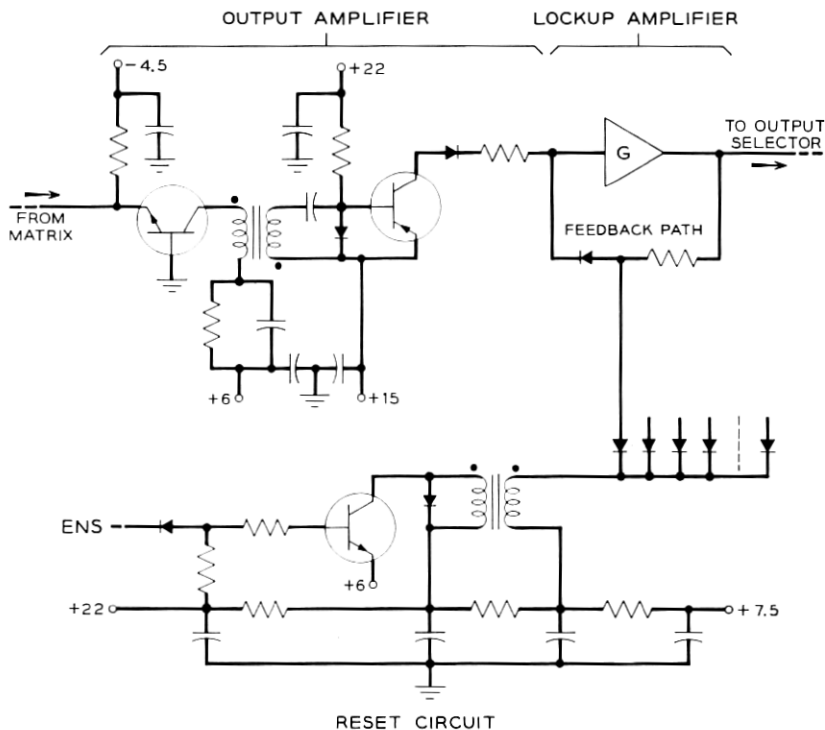 OUTPUT AMPLIFIER
LOCKUP AMPLIFIER
-4.5
+22
FROM
MATRIX
G
TO OUTPUT
SELECTOR
FEEDBACK PATH
+6
+15
ENS
+6
+22
+7.5
RESET CIRCUIT